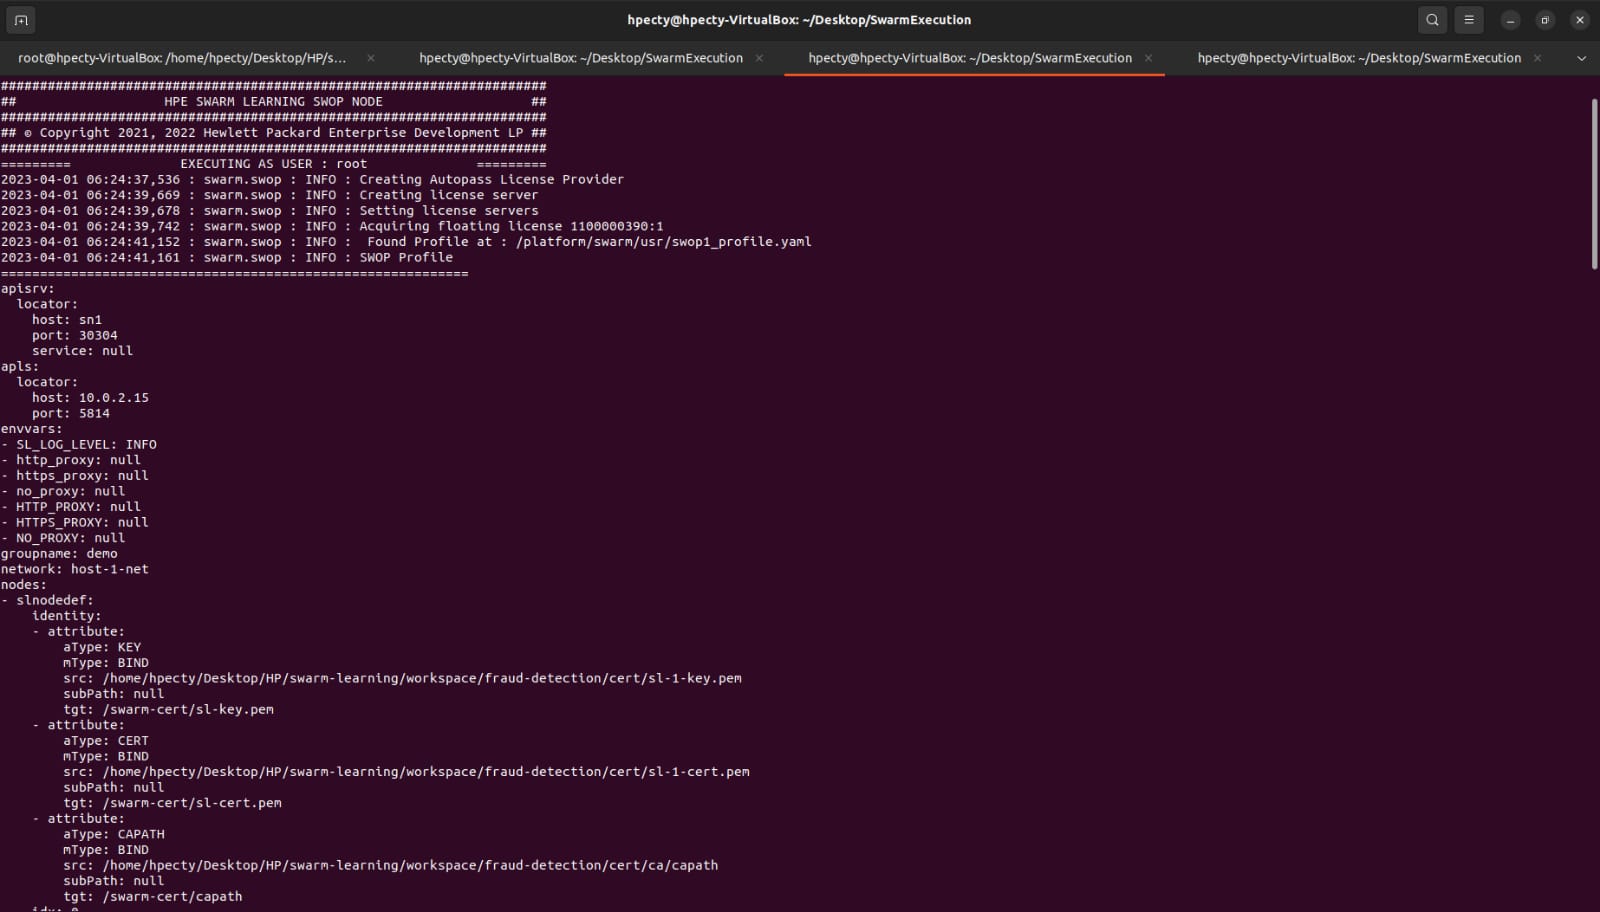 hpecty@hpecty-VirtualBox: ~/Desktop/SwarmExecution
root@hpecty-VirtualBox: /home/hpecty/Desktop/HP/s... × hpecty@hpecty-VirtualBox: ~/Desktop/SwarmExecution × hpecty@hpecty-VirtualBox: ~/Desktop/SwarmExecution × hpecty@hpecty-VirtualBox: ~/Desktop/SwarmExecution ×
######################################################################
##                   HPE SWARM LEARNING SWOP NODE                   ##
######################################################################
## © Copyright 2021, 2022 Hewlett Packard Enterprise Development LP ##
######################################################################
=========              EXECUTING AS USER : root              =========
2023-04-01 06:24:37,536 : swarm.swop : INFO : Creating Autopass License Provider
2023-04-01 06:24:39,669 : swarm.swop : INFO : Creating license server
2023-04-01 06:24:39,678 : swarm.swop : INFO : Setting license servers
2023-04-01 06:24:39,742 : swarm.swop : INFO : Acquiring floating license 1100000390:1
2023-04-01 06:24:41,152 : swarm.swop : INFO :  Found Profile at : /platform/swarm/usr/swop1_profile.yaml
2023-04-01 06:24:41,161 : swarm.swop : INFO : SWOP Profile
============================================================
apisrv:
  locator:
    host: sn1
    port: 30304
    service: null
apls:
  locator:
    host: 10.0.2.15
    port: 5814
envvars:
- SL_LOG_LEVEL: INFO
- http_proxy: null
- https_proxy: null
- no_proxy: null
- HTTP_PROXY: null
- HTTPS_PROXY: null
- NO_PROXY: null
groupname: demo
network: host-1-net
nodes:
- slnodedef:
    identity:
    - attribute:
        aType: KEY
        mType: BIND
        src: /home/hpecty/Desktop/HP/swarm-learning/workspace/fraud-detection/cert/sl-1-key.pem
        subPath: null
        tgt: /swarm-cert/sl-key.pem
    - attribute:
        aType: CERT
        mType: BIND
        src: /home/hpecty/Desktop/HP/swarm-learning/workspace/fraud-detection/cert/sl-1-cert.pem
        subPath: null
        tgt: /swarm-cert/sl-cert.pem
    - attribute:
        aType: CAPATH
        mType: BIND
        src: /home/hpecty/Desktop/HP/swarm-learning/workspace/fraud-detection/cert/ca/capath
        subPath: null
        tgt: /swarm-cert/capath
    idx: 0